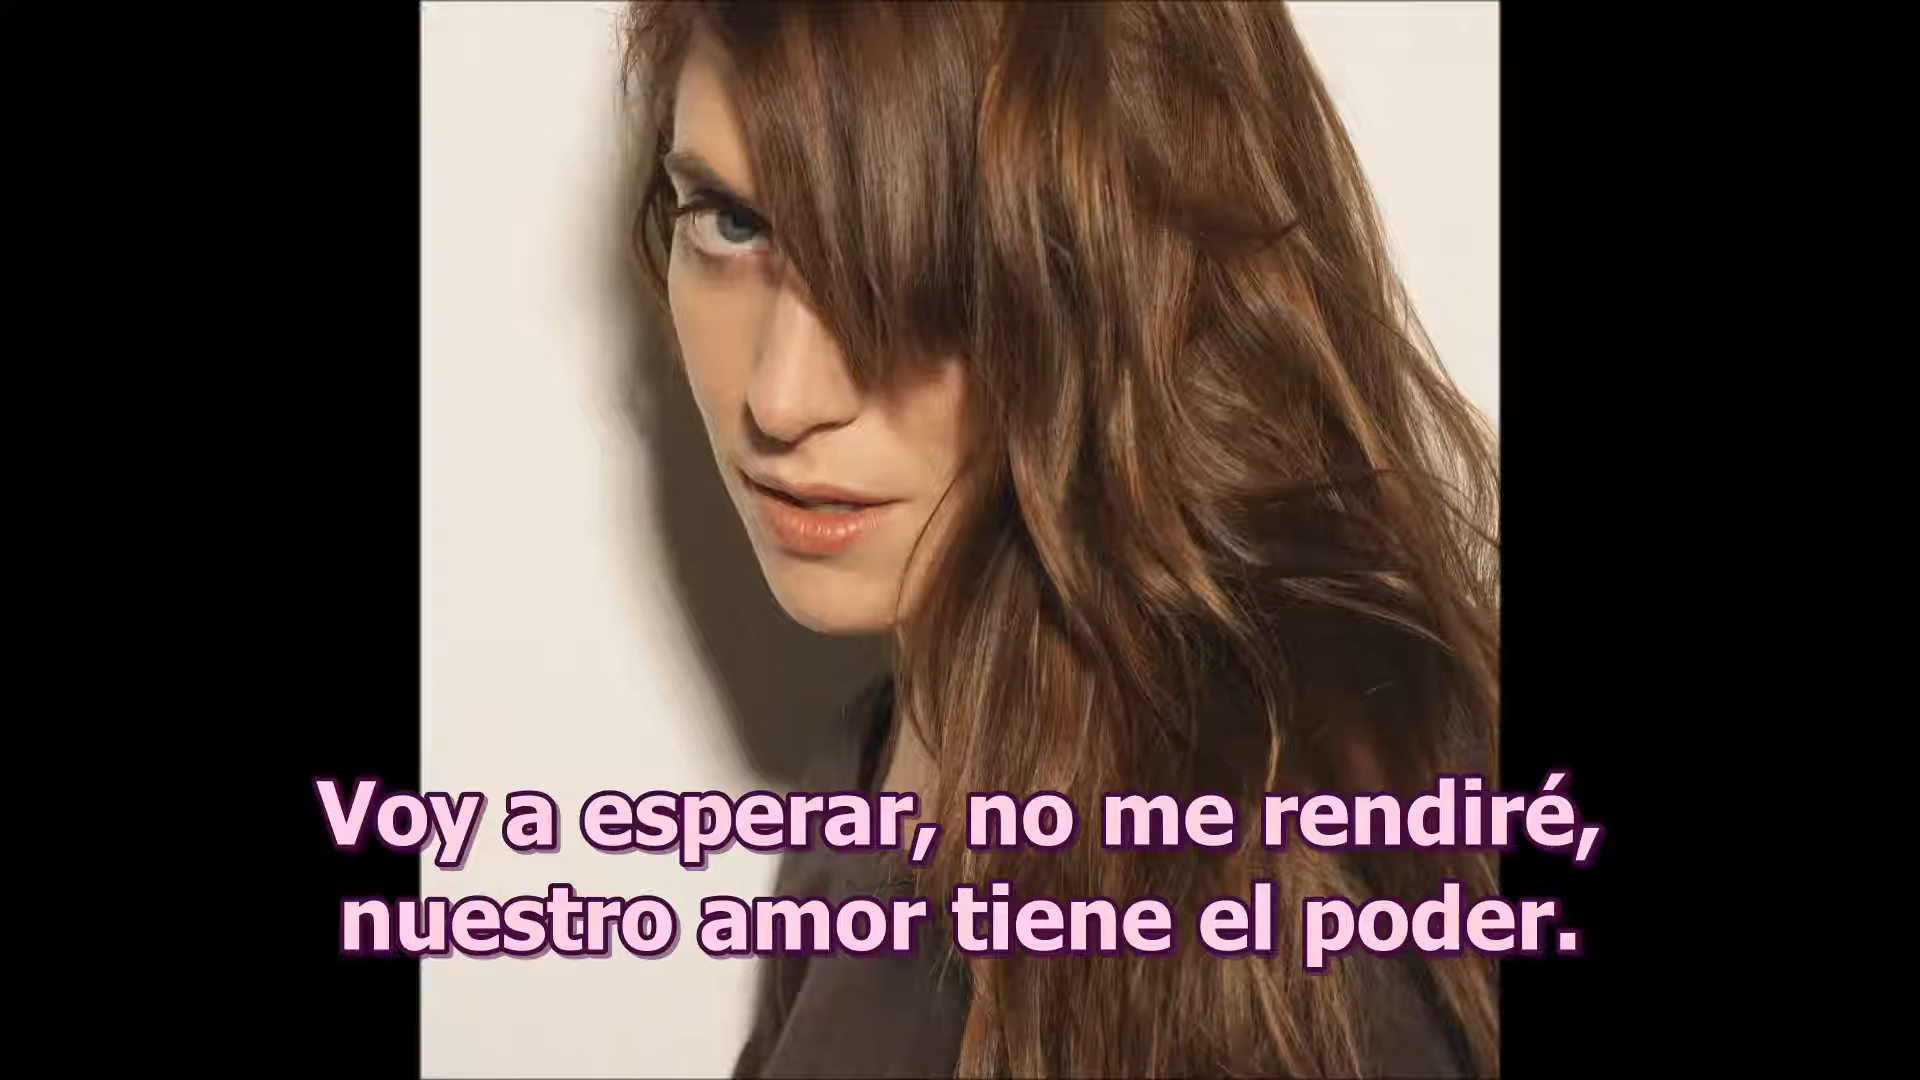 Voy a esperar, no me rendiré,
nuestro amor tiene el poder.